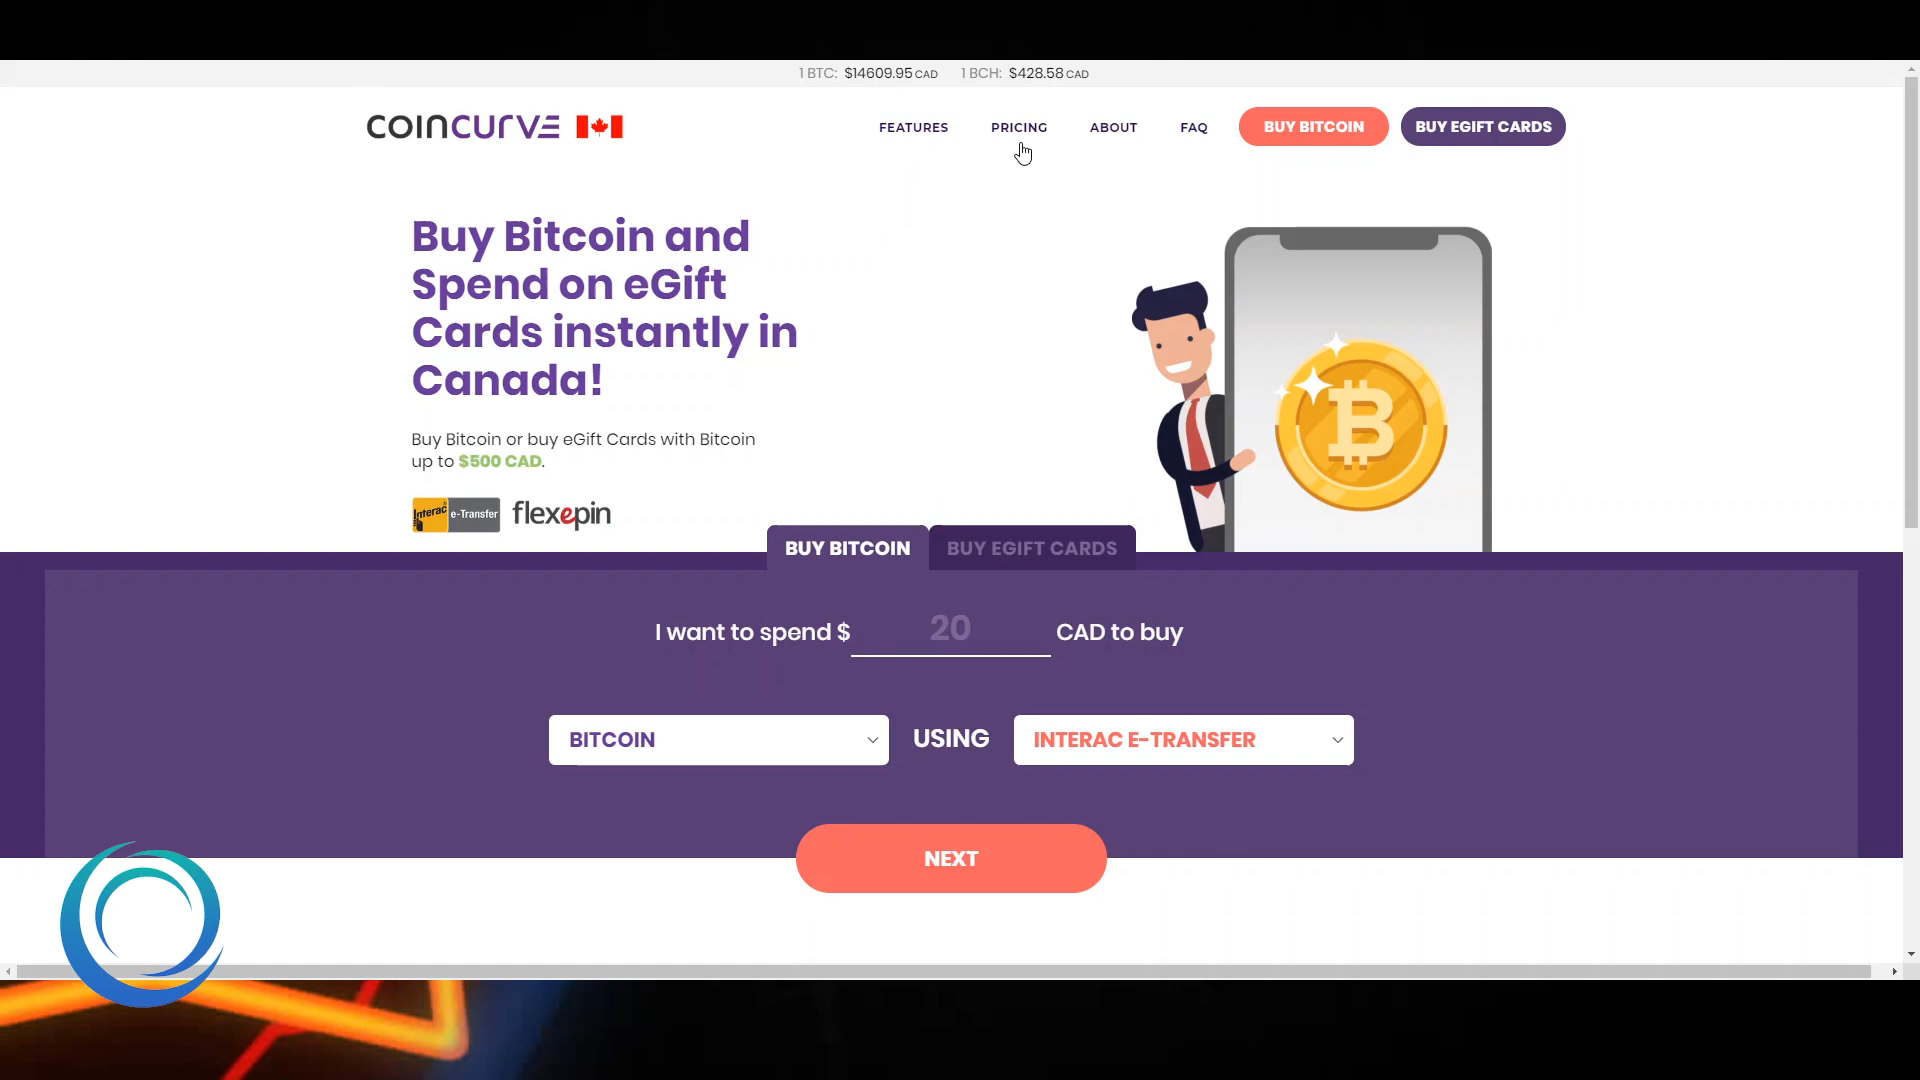 1 BTC: $14609.95 CAD 1 BCH: $428.58 CAD
COINCURVE
FEATURES PRICING ABOUT FAQ BUY BITCOIN BUY EGIFT CARDS
Buy Bitcoin and
Spend on eGift
Cards instantly in
Canada!
Buy Bitcoin or buy eGift Cards with Bitcoin
up to $500 CAD.
Interac e-Transfer flexepin
BUY BITCOIN BUY EGIFT CARDS
I want to spend $ 20 CAD to buy
BITCOIN USING INTERAC E-TRANSFER
NEXT